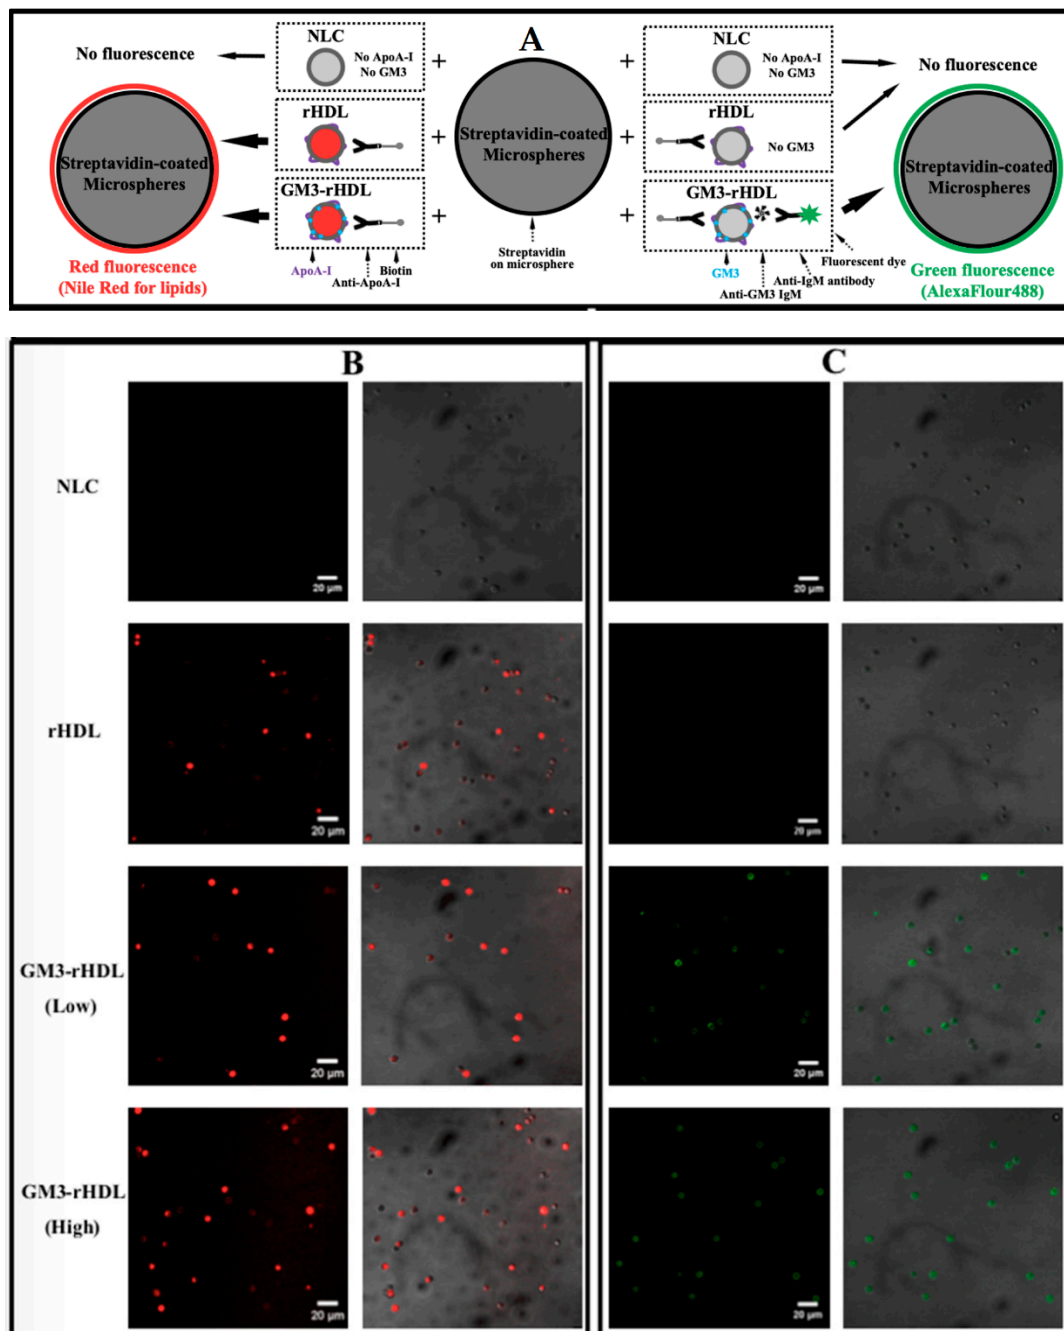 A
No fluorescence
NLC
No ApoA-I
No GM3
+
+
NLC
No ApoA-I
No GM3
No fluorescence
Streptavidin-coated
Microspheres
rHDL
+
Streptavidin-coated
Microspheres
+
rHDL
No GM3
Streptavidin-coated
Microspheres
GM3-rHDL
+
+
GM3-rHDL
Red fluorescence
(Nile Red for lipids)
ApoA-I
Anti-ApoA-I
Biotin
Streptavidin
on microsphere
GM3
Anti-GM3 IgM
Anti-IgM antibody
Fluorescent dye
Green fluorescence
(AlexaFlour488)
B
C
NLC
20 µm
20 µm
rHDL
20 µm
20 µm
GM3-rHDL
(Low)
20 µm
20 µm
GM3-rHDL
(High)
20 µm
20 µm